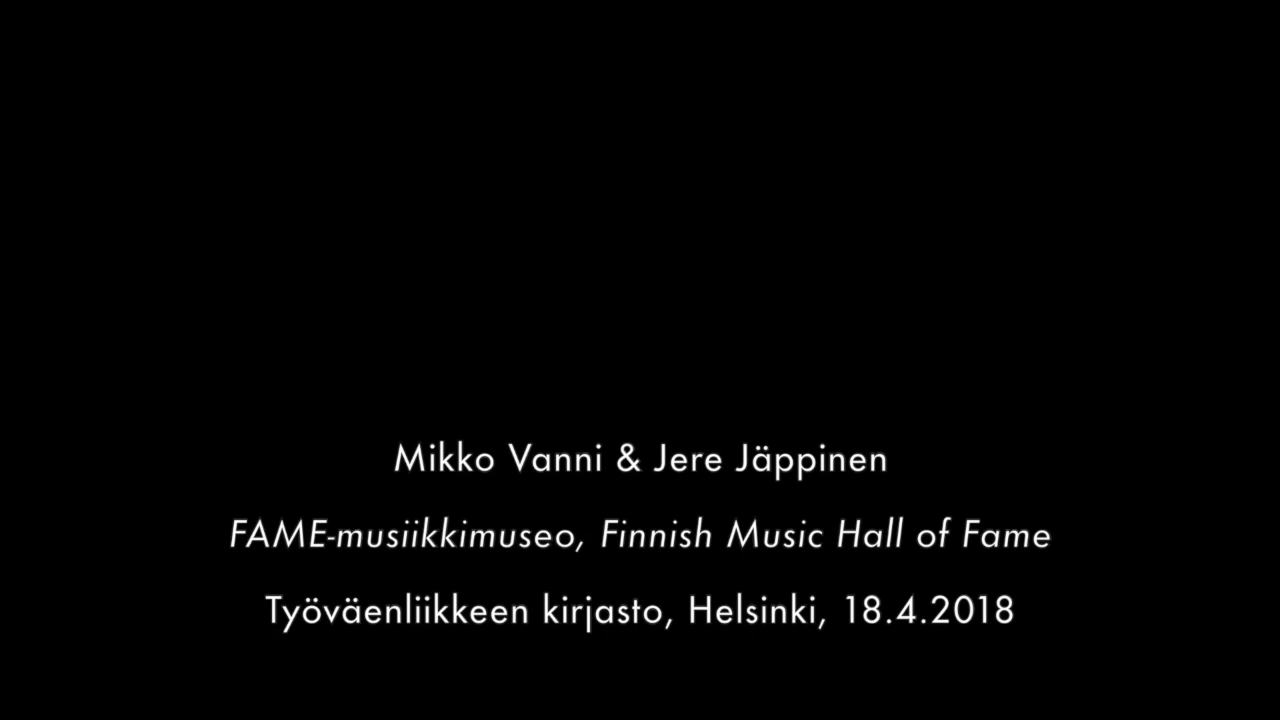 Mikko Vanni & Jere Jäppinen
FAME-musiikkimuseo, Finnish Music Hall of Fame
Työväenliikkeen kirjasto, Helsinki, 18.4.2018